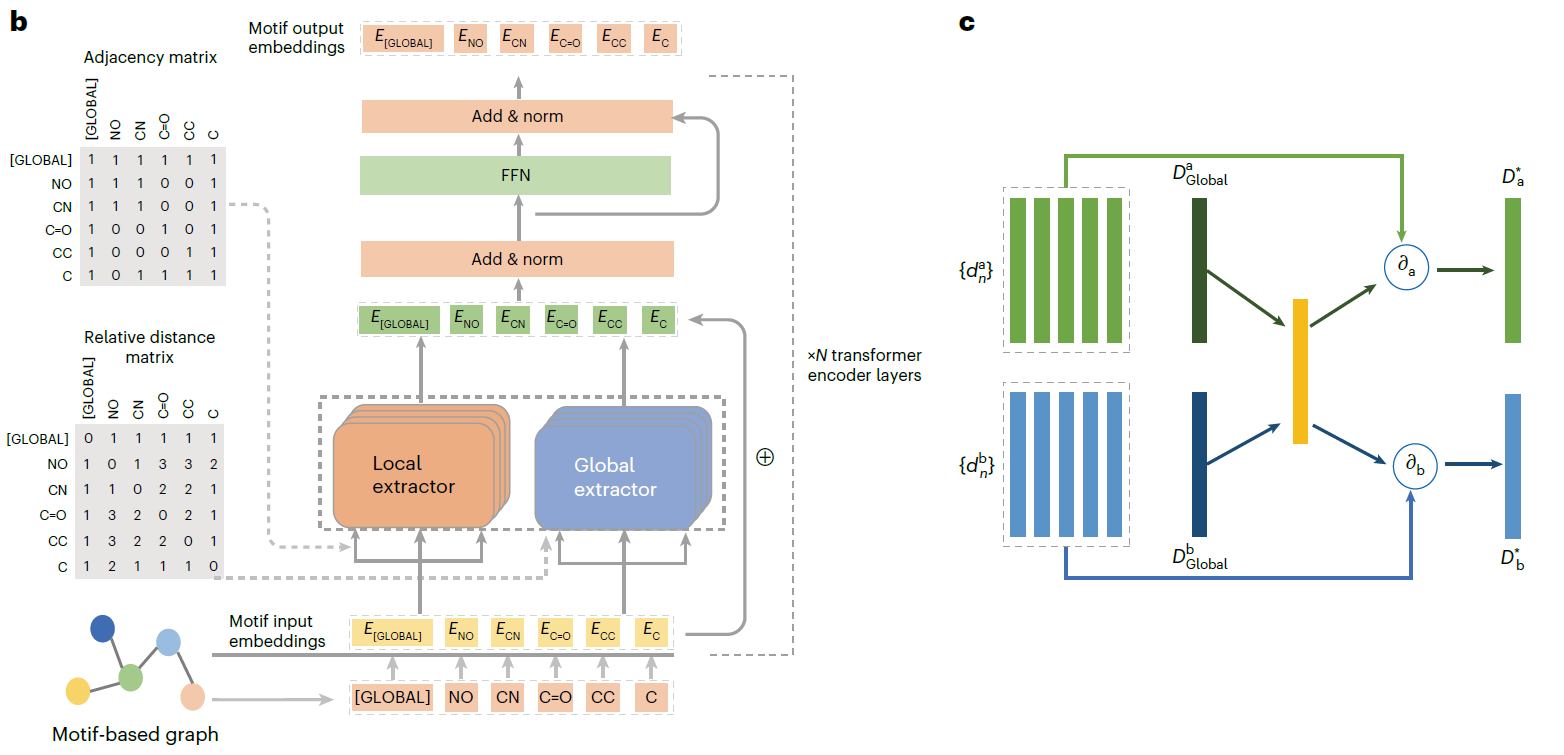 b
Adjacency matrix
[GLOBAL] NO CN C=O CC C
[GLOBAL] 1 1 1 1 1 1
NO 1 1 1 0 0 1
CN 1 1 1 0 0 1
C=O 1 0 0 1 0 1
CC 1 0 0 0 1 1
C 1 0 1 1 1 1
Relative distance
matrix
[GLOBAL] NO CN C=O CC C
[GLOBAL] 0 1 1 1 1 1
NO 1 0 1 3 3 2
CN 1 1 0 2 2 1
C=O 1 3 2 0 2 1
CC 1 3 2 2 0 1
C 1 2 1 1 1 0
Motif-based graph
Motif output
embeddings
E[GLOBAL] ENO ECN EC=O ECC EC
Add & norm
FFN
Add & norm
E[GLOBAL] ENO ECN EC=O ECC EC
Local
extractor
Global
extractor
⊕
×N transformer
encoder layers
Motif input
embeddings
E[GLOBAL] ENO ECN EC=O ECC EC
[GLOBAL] NO CN C=O CC C
c
{dₙᵃ}
DᵃGlobal
∂a
D*a
{dₙᵇ}
DᵇGlobal
∂b
D*b